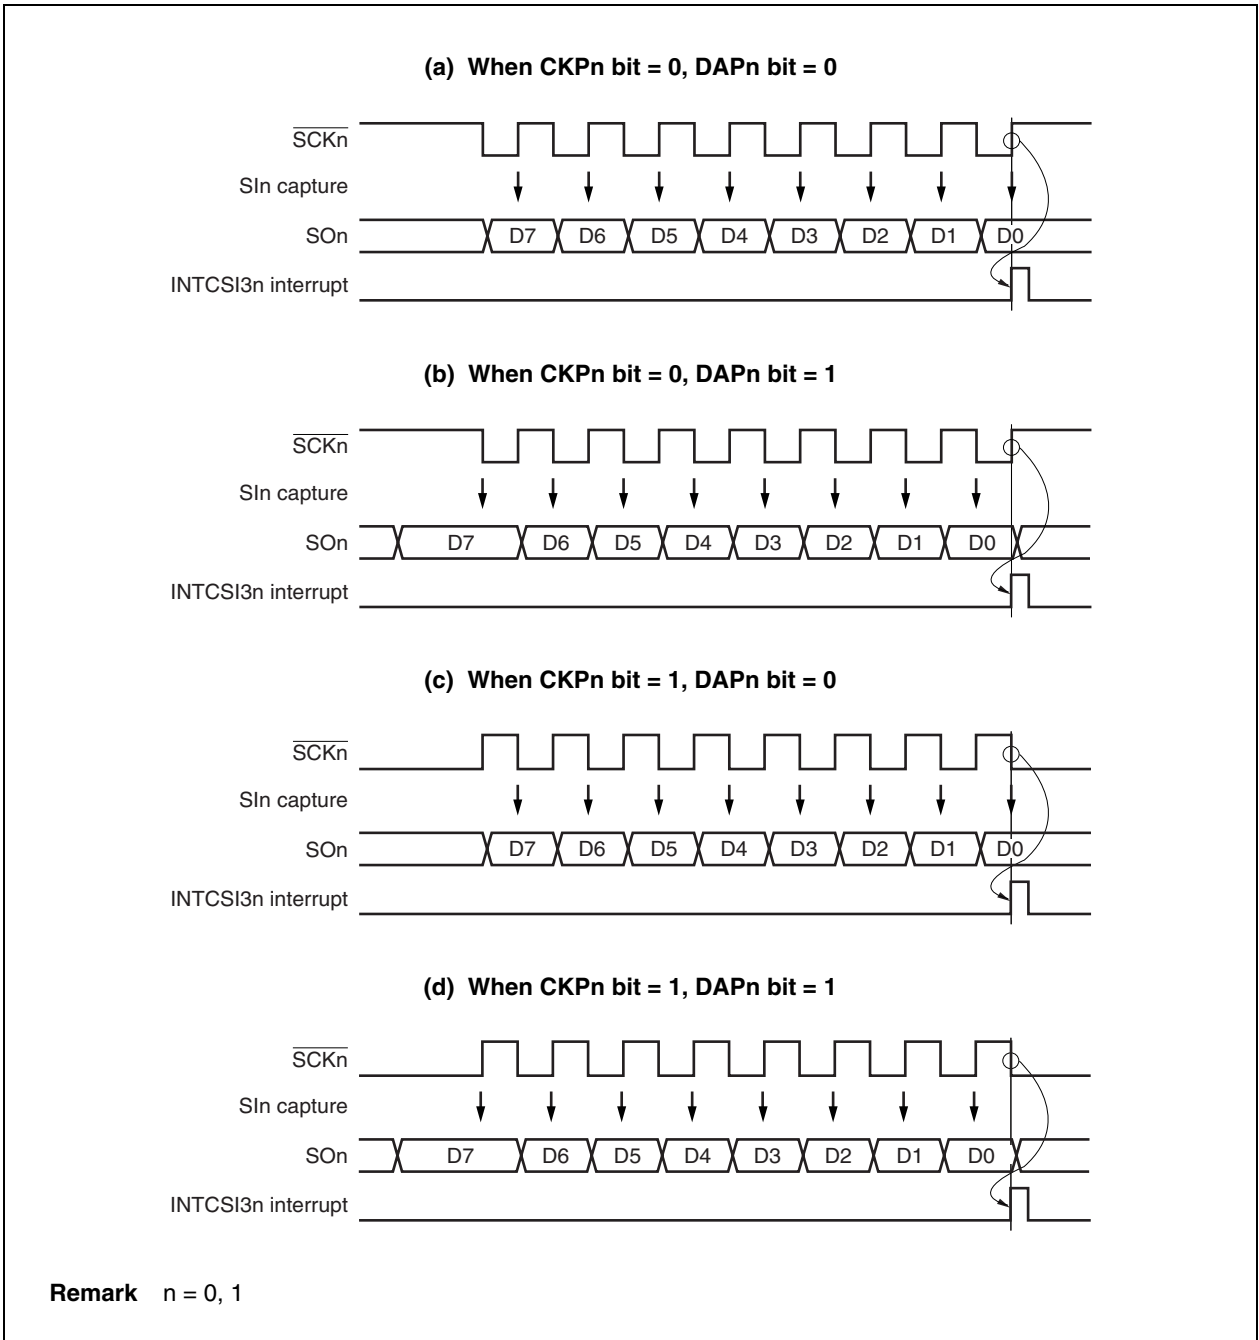 (a) When CKPn bit = 0, DAPn bit = 0
SCKn
SIn capture
SOn D7 D6 D5 D4 D3 D2 D1 D0
INTCSI3n interrupt
(b) When CKPn bit = 0, DAPn bit = 1
SCKn
SIn capture
SOn D7 D6 D5 D4 D3 D2 D1 D0
INTCSI3n interrupt
(c) When CKPn bit = 1, DAPn bit = 0
SCKn
SIn capture
SOn D7 D6 D5 D4 D3 D2 D1 D0
INTCSI3n interrupt
(d) When CKPn bit = 1, DAPn bit = 1
SCKn
SIn capture
SOn D7 D6 D5 D4 D3 D2 D1 D0
INTCSI3n interrupt
Remark n = 0, 1